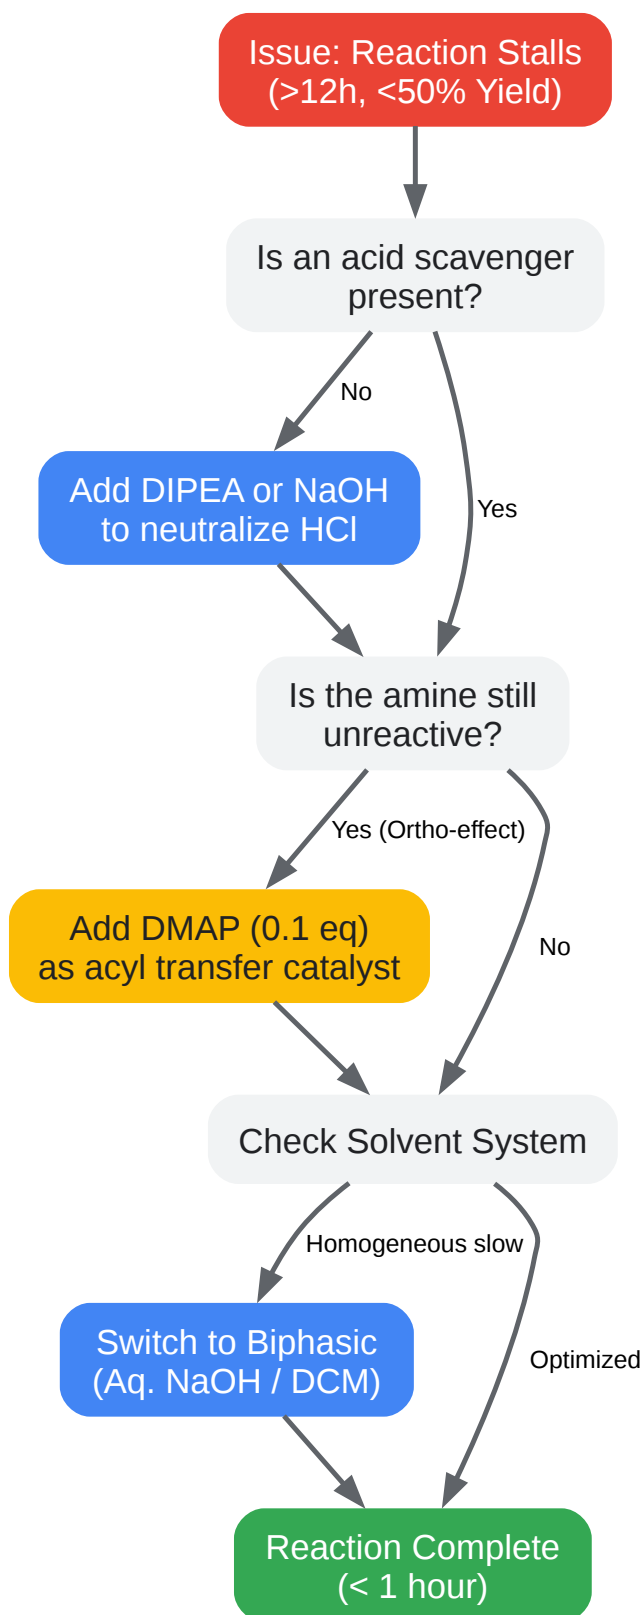 Issue: Reaction Stalls
(>12h, <50% Yield)
Is an acid scavenger
present?
No
Add DIPEA or NaOH
to neutralize HCl
Yes
Is the amine still
unreactive?
Yes (Ortho-effect)
Add DMAP (0.1 eq)
as acyl transfer catalyst
No
Check Solvent System
Homogeneous slow
Switch to Biphasic
(Aq. NaOH / DCM)
Optimized
Reaction Complete
(< 1 hour)